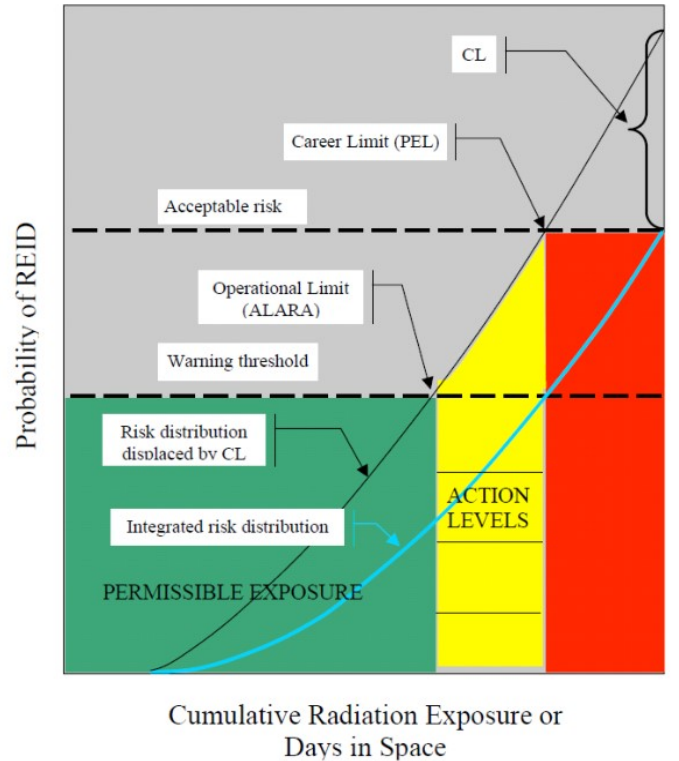 CL
Career Limit (PEL)
Acceptable risk
Operational Limit
(ALARA)
Warning threshold
Risk distribution
displaced by CL
Integrated risk distribution
ACTION
LEVELS
PERMISSIBLE EXPOSURE
Probability of REID
Cumulative Radiation Exposure or
Days in Space